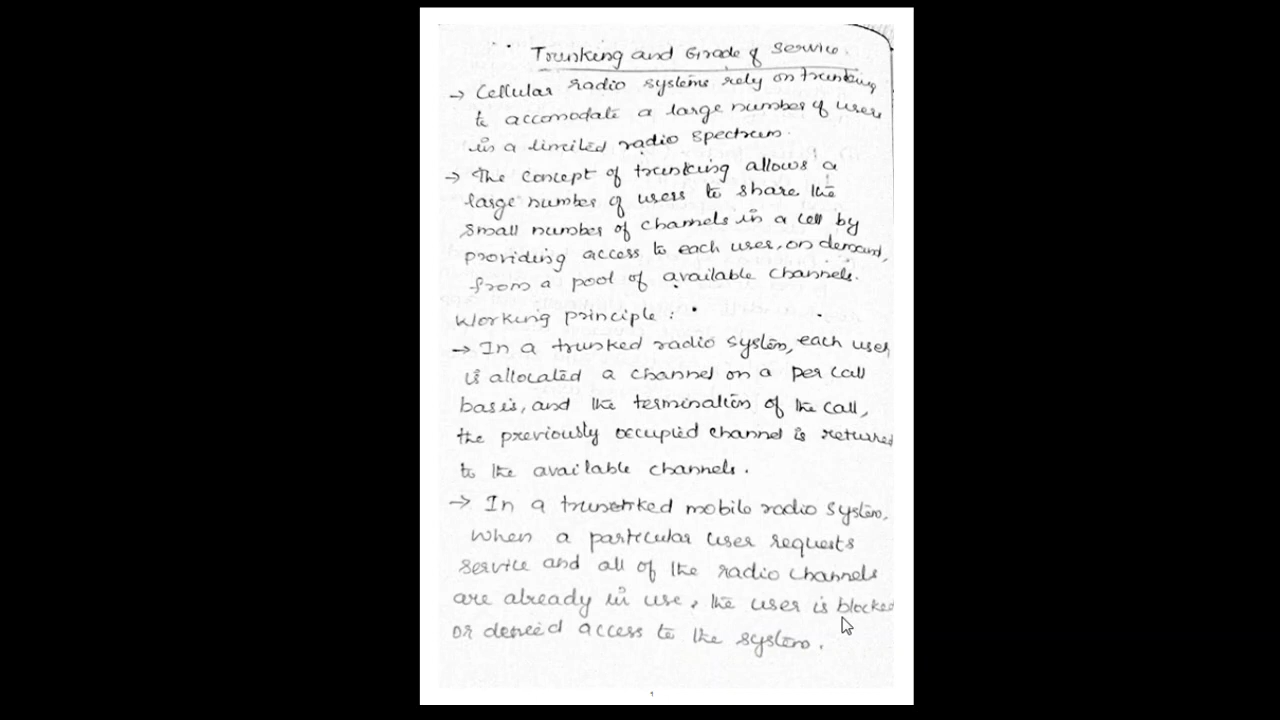 Trunking and Grade of Service.
→ Cellular radio systems rely on trunking
to accomodate a large number of users
in a limited radio spectrum.
→ The concept of trunking allows a
large number of users to share the
small number of channels in a cell by
providing access to each user, on demand,
from a pool of available channels.
Working principle :
→ In a trunked radio system, each user
is allocated a channel on a per call
basis, and the termination of the call,
the previously occupied channel is returned
to the available channels.
→ In a trunked mobile radio system,
When a particular user requests
service and all of the radio channels
are already in use, the user is blocked
or denied access to the system.